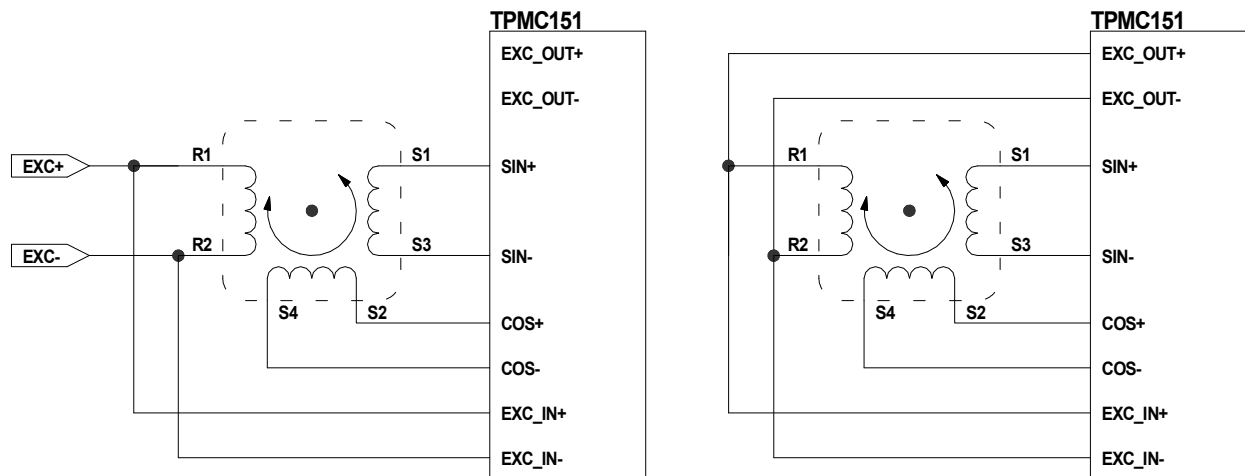 TPMC151
EXC_OUT+
EXC_OUT-
EXC+
R1
S1
SIN+
EXC-
R2
S3
SIN-
S4
S2
COS+
COS-
EXC_IN+
EXC_IN-
TPMC151
EXC_OUT+
EXC_OUT-
R1
S1
SIN+
R2
S3
SIN-
S4
S2
COS+
COS-
EXC_IN+
EXC_IN-